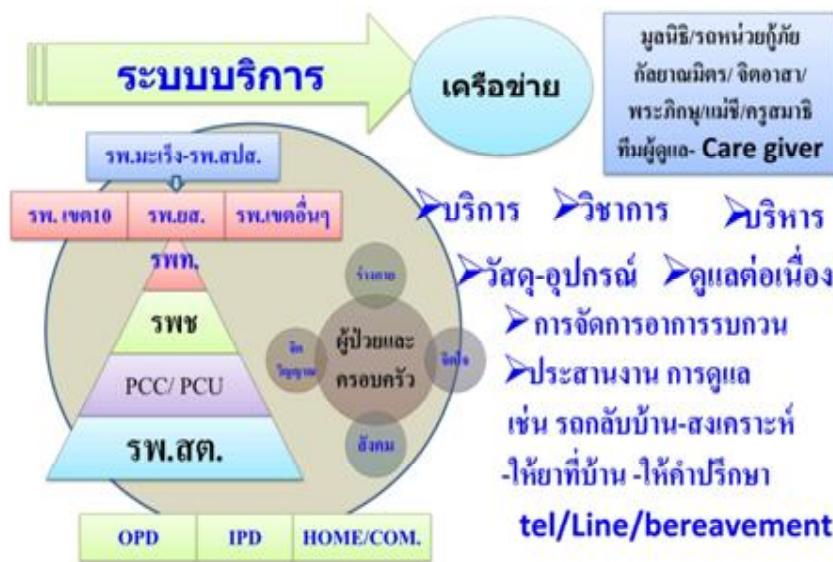 ระบบบริการ
เครือข่าย
มูลนิธิ/รถหน่วยกู้ภัย
กัลยาณมิตร/ จิตอาสา/
พระภิกษุ/แม่ชี/ครูสมาธิ
ทีมผู้ดูแล- Care giver
รพ.มะเร็ง-รพ.สปส.
รพ. เขต10
รพ.ยส.
รพ.เขตอื่นๆ
รพท.
รพช
PCC/ PCU
รพ.สต.
ร่างกาย
จิต
วิญญาณ
ผู้ป่วยและ
ครอบครัว
จิตใจ
สังคม
OPD
IPD
HOME/COM.
➤บริการ ➤วิชาการ ➤บริหาร
➤วัสดุ-อุปกรณ์ ➤ดูแลต่อเนื่อง
➤การจัดการอาการรบกวน
➤ประสานงาน การดูแล
เช่น รถกลับบ้าน-สงเคราะห์
-ให้ยาที่บ้าน -ให้คำปรึกษา
tel/Line/bereavement